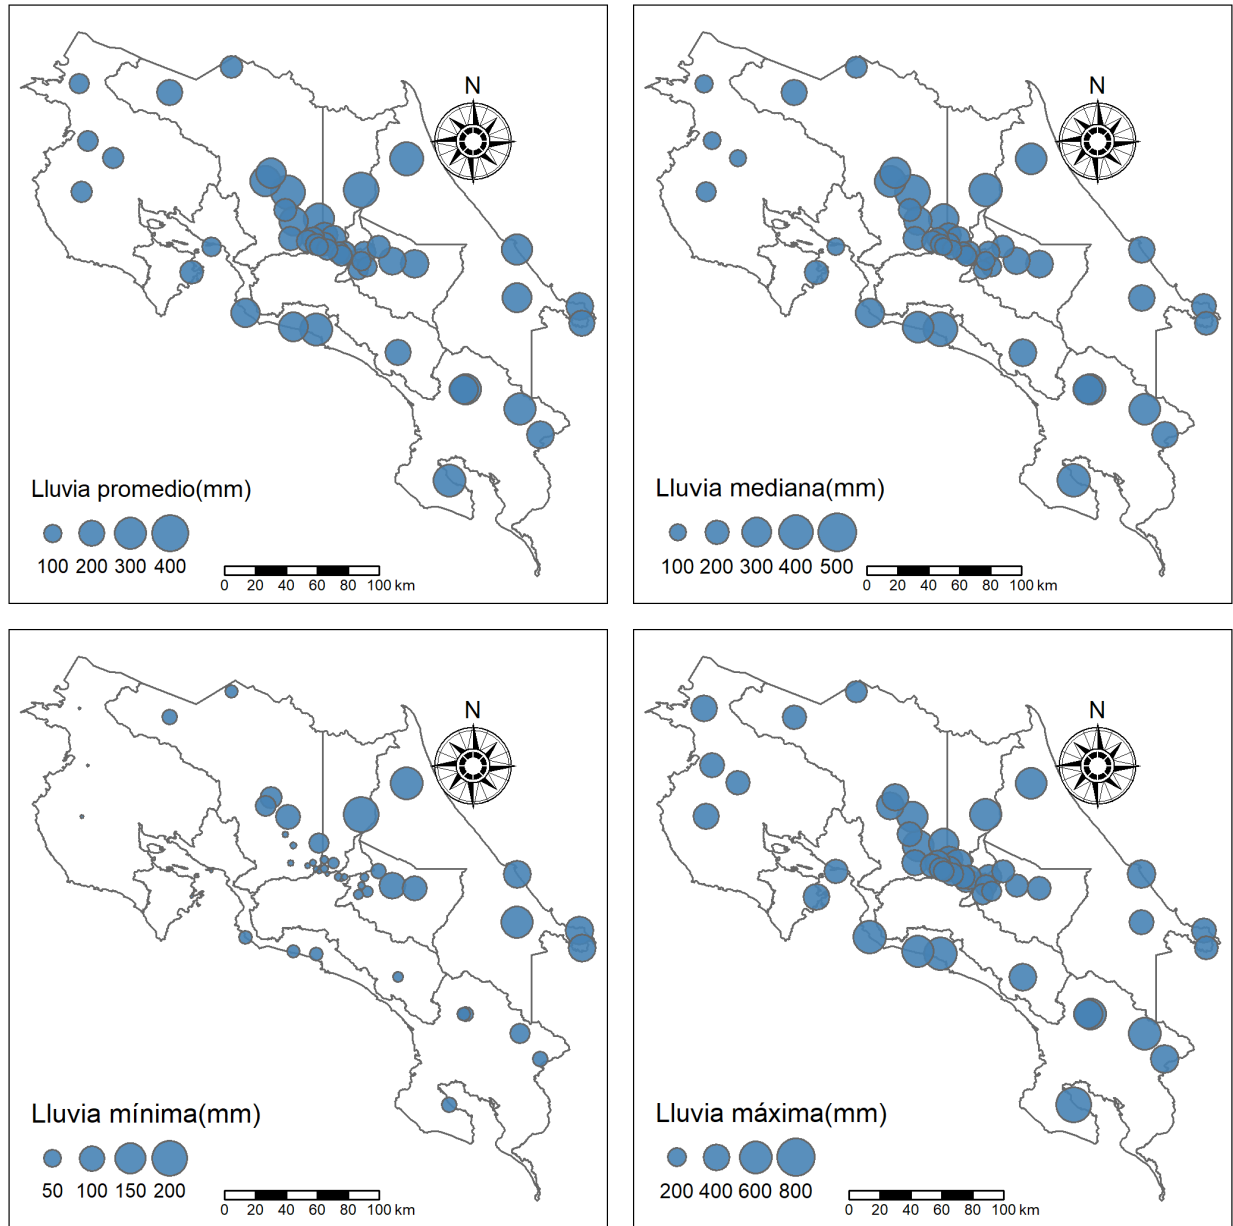 N
Lluvia promedio(mm)
100 200 300 400
0 20 40 60 80 100 km
N
Lluvia mediana(mm)
100 200 300 400 500
0 20 40 60 80 100 km
N
Lluvia mínima(mm)
50 100 150 200
0 20 40 60 80 100 km
N
Lluvia máxima(mm)
200 400 600 800
0 20 40 60 80 100 km